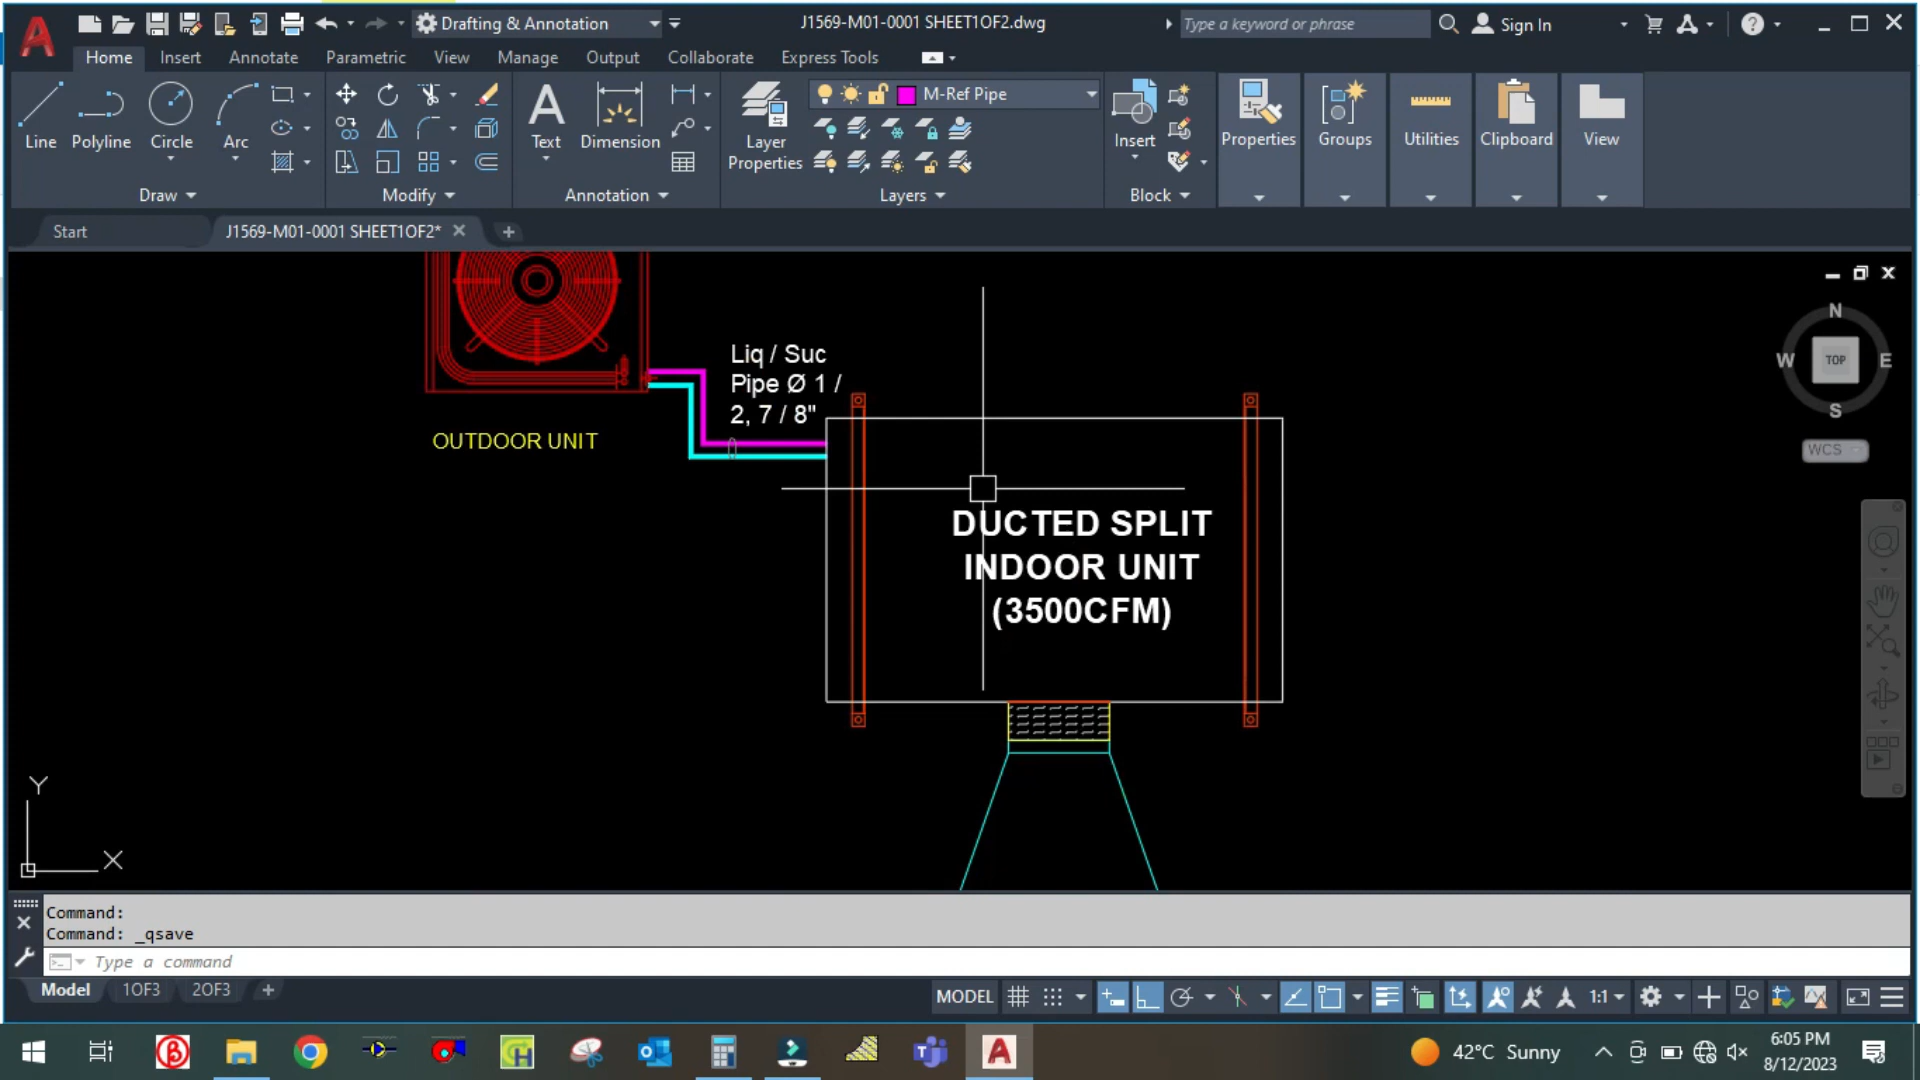 Drafting & Annotation
J1569-M01-0001 SHEET1OF2.dwg
Type a keyword or phrase
Sign In
Home
Insert
Annotate
Parametric
View
Manage
Output
Collaborate
Express Tools
Line
Polyline
Circle
Arc
Draw
Modify
Text
Dimension
Annotation
Layer
Properties
M-Ref Pipe
Layers
Insert
Block
Properties
Groups
Utilities
Clipboard
View
Start
J1569-M01-0001 SHEET1OF2*
Liq / Suc
Pipe Ø 1 /
2, 7 / 8"
OUTDOOR UNIT
DUCTED SPLIT
INDOOR UNIT
(3500CFM)
N
W
TOP
E
S
WCS
Y
X
Command:
Command: _qsave
Type a command
Model
1OF3
2OF3
MODEL
1:1
42°C Sunny
6:05 PM
8/12/2023